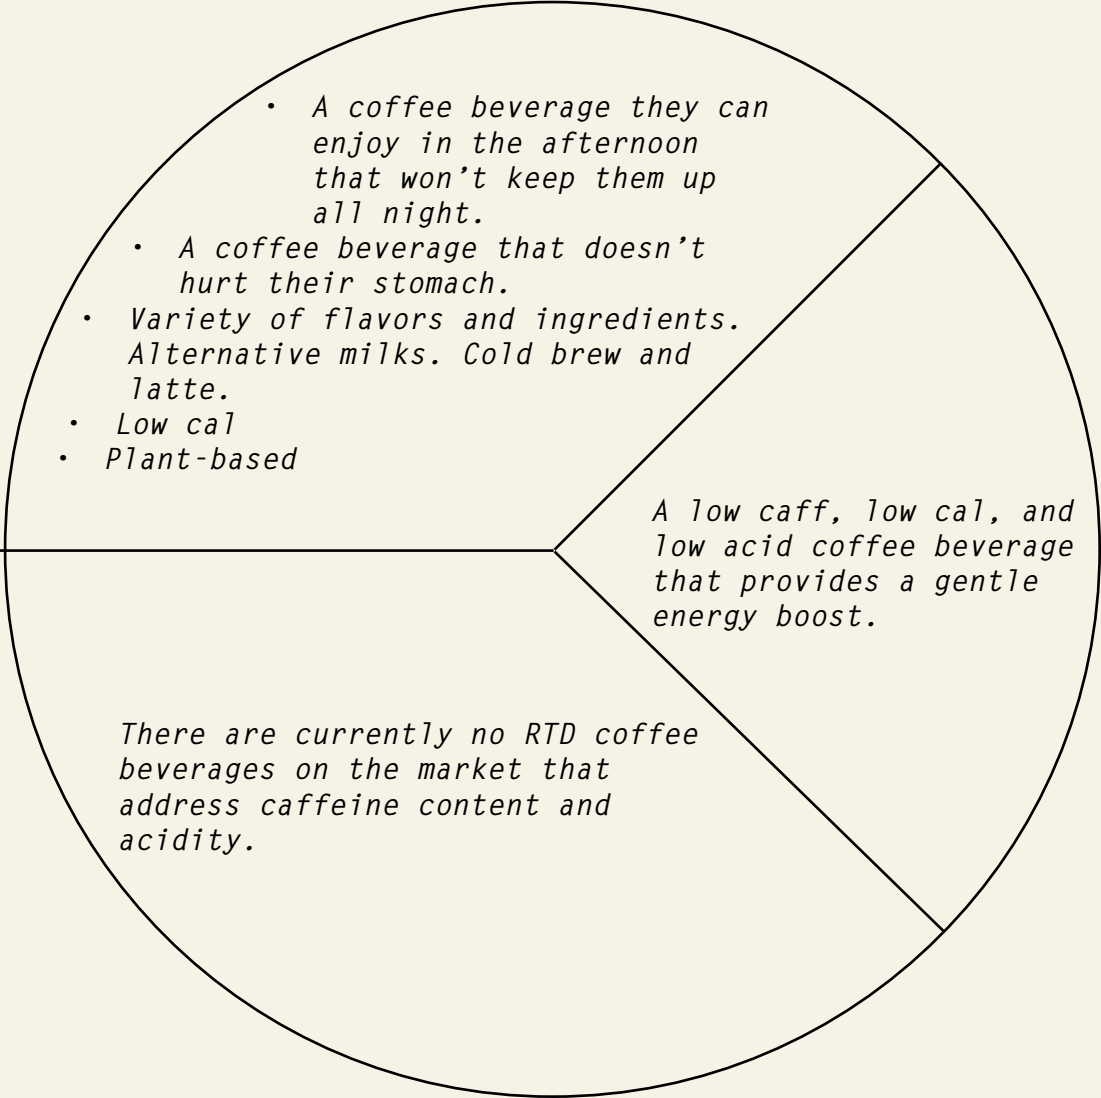 • A coffee beverage they can
enjoy in the afternoon
that won’t keep them up
all night.
• A coffee beverage that doesn’t
hurt their stomach.
• Variety of flavors and ingredients.
Alternative milks. Cold brew and
latte.
• Low cal
• Plant-based
A low caff, low cal, and
low acid coffee beverage
that provides a gentle
energy boost.
There are currently no RTD coffee
beverages on the market that
address caffeine content and
acidity.